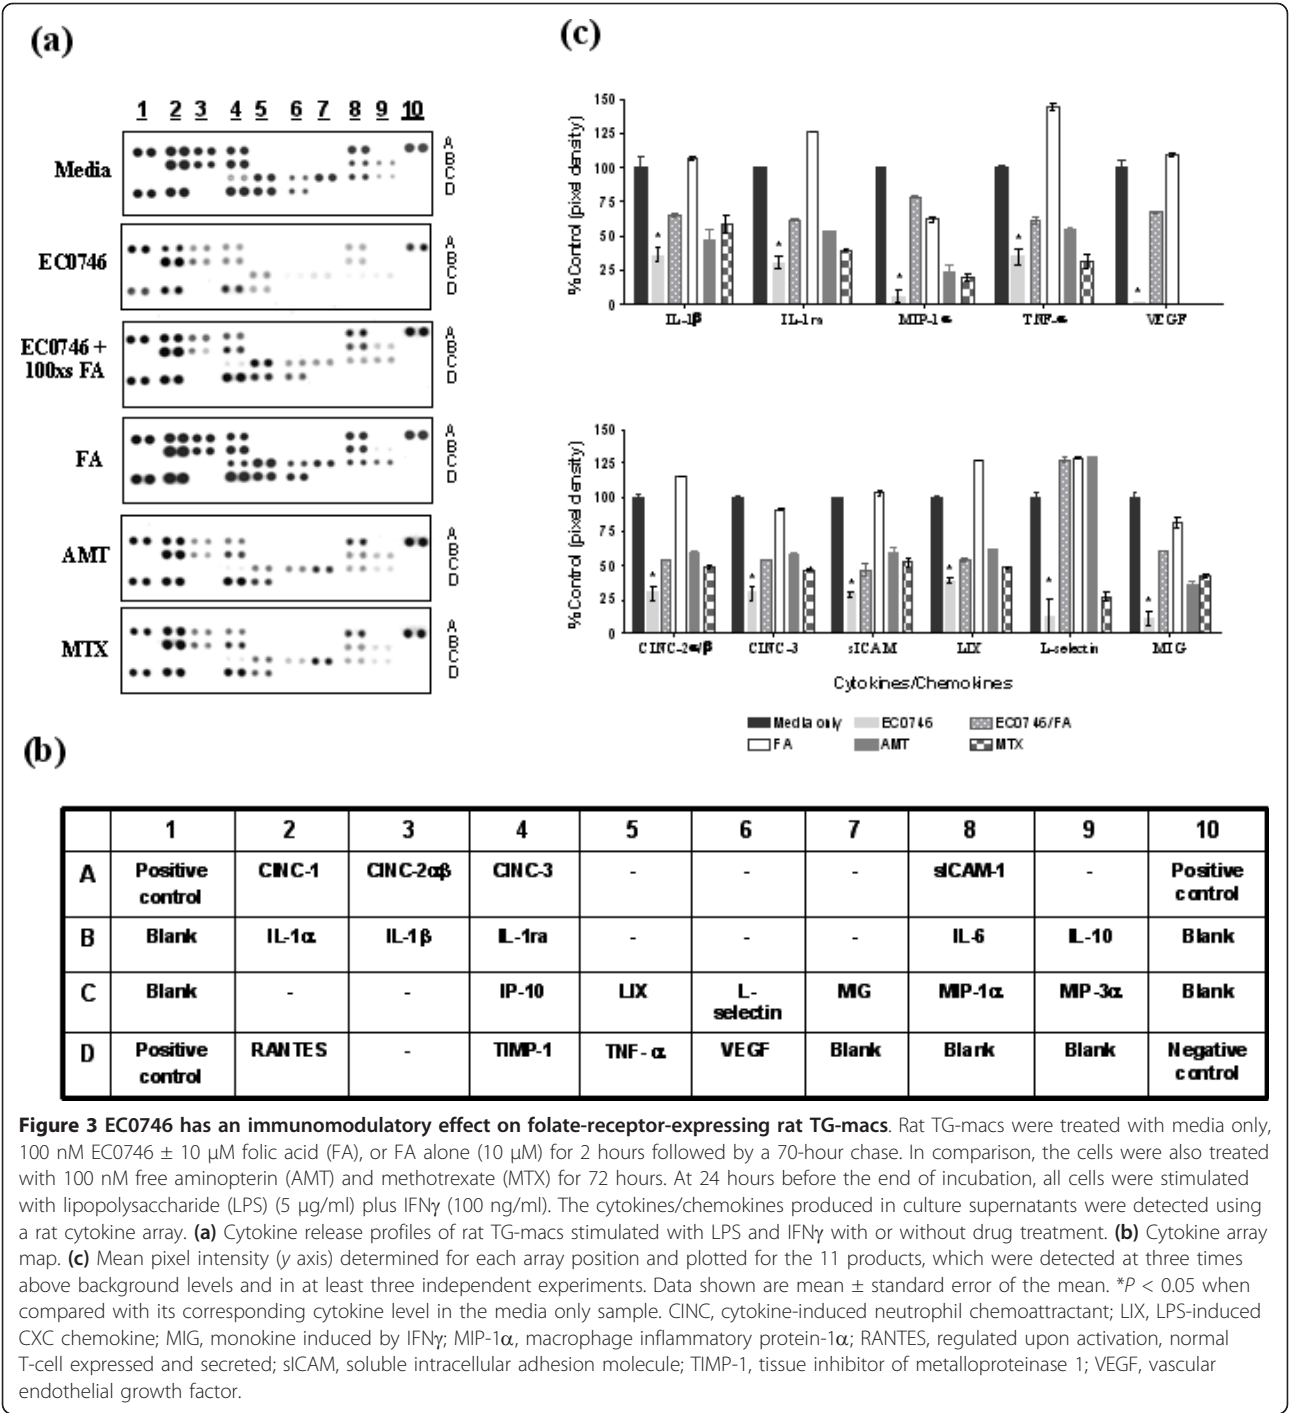 (a)
1 2 3 4 5 6 7 8 9 10
Media
A
B
C
D
EC0746
A
B
C
D
EC0746 +
100xs FA
A
B
C
D
FA
A
B
C
D
AMT
A
B
C
D
MTX
A
B
C
D
(c)
% Control (pixel density)
150
125
100
75
50
25
0
* * * * *
IL-1β IL-1ra MIP-1α TNF-α VEGF
% Control (pixel density)
150
125
100
75
50
25
0
* * * * * *
CINC-2α/β CINC-3 sICAM LIX L-selectin MIG
Cytokines/Chemokines
Media only EC0746 EC0746/FA
FA AMT MTX
(b)
1 2 3 4 5 6 7 8 9 10
A Positive control CINC-1 CINC-2αβ CINC-3 - - - sICAM-1 - Positive control
B Blank IL-1α IL-1β IL-1ra - - - IL-6 IL-10 Blank
C Blank - - IP-10 LIX L-selectin MIG MIP-1α MIP-3α Blank
D Positive control RANTES - TIMP-1 TNF-α VEGF Blank Blank Blank Negative control
Figure 3 EC0746 has an immunomodulatory effect on folate-receptor-expressing rat TG-macs. Rat TG-macs were treated with media only,
100 nM EC0746 ± 10 μM folic acid (FA), or FA alone (10 μM) for 2 hours followed by a 70-hour chase. In comparison, the cells were also treated
with 100 nM free aminopterin (AMT) and methotrexate (MTX) for 72 hours. At 24 hours before the end of incubation, all cells were stimulated
with lipopolysaccharide (LPS) (5 μg/ml) plus IFNγ (100 ng/ml). The cytokines/chemokines produced in culture supernatants were detected using
a rat cytokine array. (a) Cytokine release profiles of rat TG-macs stimulated with LPS and IFNγ with or without drug treatment. (b) Cytokine array
map. (c) Mean pixel intensity (y axis) determined for each array position and plotted for the 11 products, which were detected at three times
above background levels and in at least three independent experiments. Data shown are mean ± standard error of the mean. *P < 0.05 when
compared with its corresponding cytokine level in the media only sample. CINC, cytokine-induced neutrophil chemoattractant; LIX, LPS-induced
CXC chemokine; MIG, monokine induced by IFNγ; MIP-1α, macrophage inflammatory protein-1α; RANTES, regulated upon activation, normal
T-cell expressed and secreted; sICAM, soluble intracellular adhesion molecule; TIMP-1, tissue inhibitor of metalloproteinase 1; VEGF, vascular
endothelial growth factor.